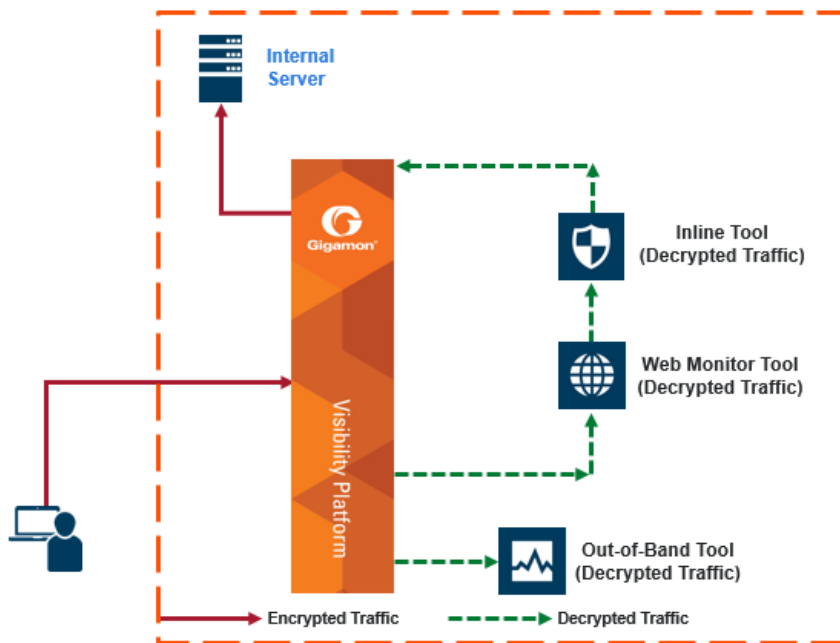 Internal
Server
Gigamon®
Inline Tool
(Decrypted Traffic)
Web Monitor Tool
(Decrypted Traffic)
Visibility Platform
Out-of-Band Tool
(Decrypted Traffic)
Encrypted Traffic
Decrypted Traffic